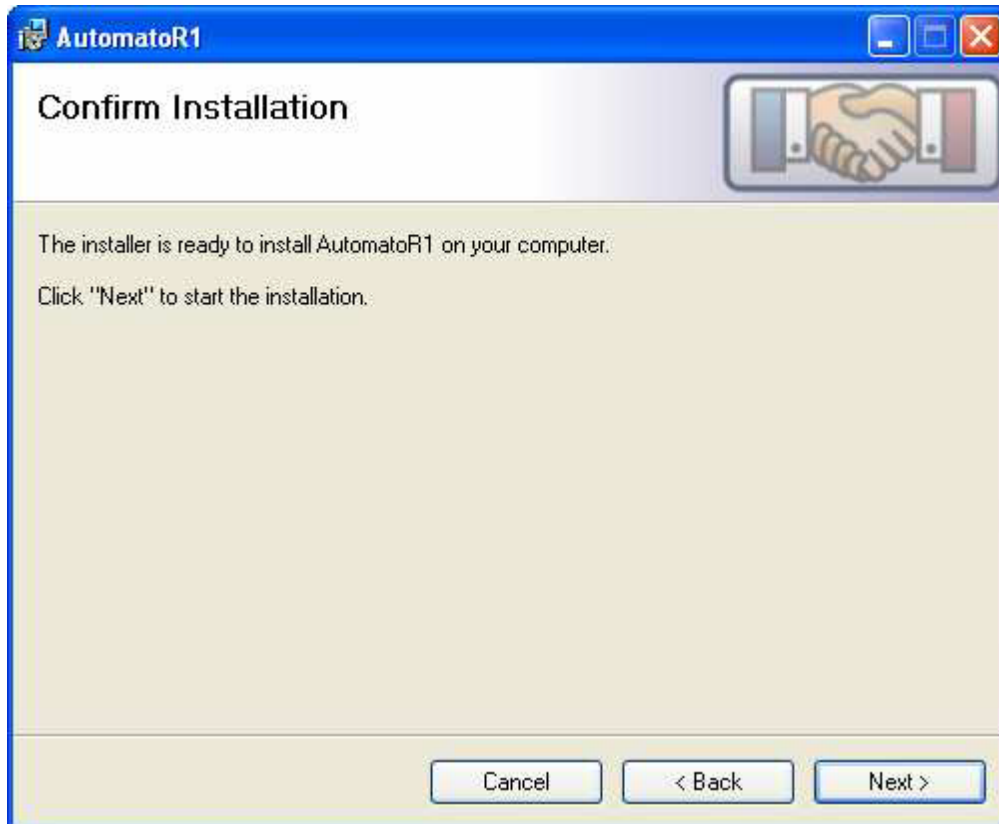 AutomatoR1
Confirm Installation
The installer is ready to install AutomatoR1 on your computer.
Click "Next" to start the installation.
Cancel
< Back
Next >